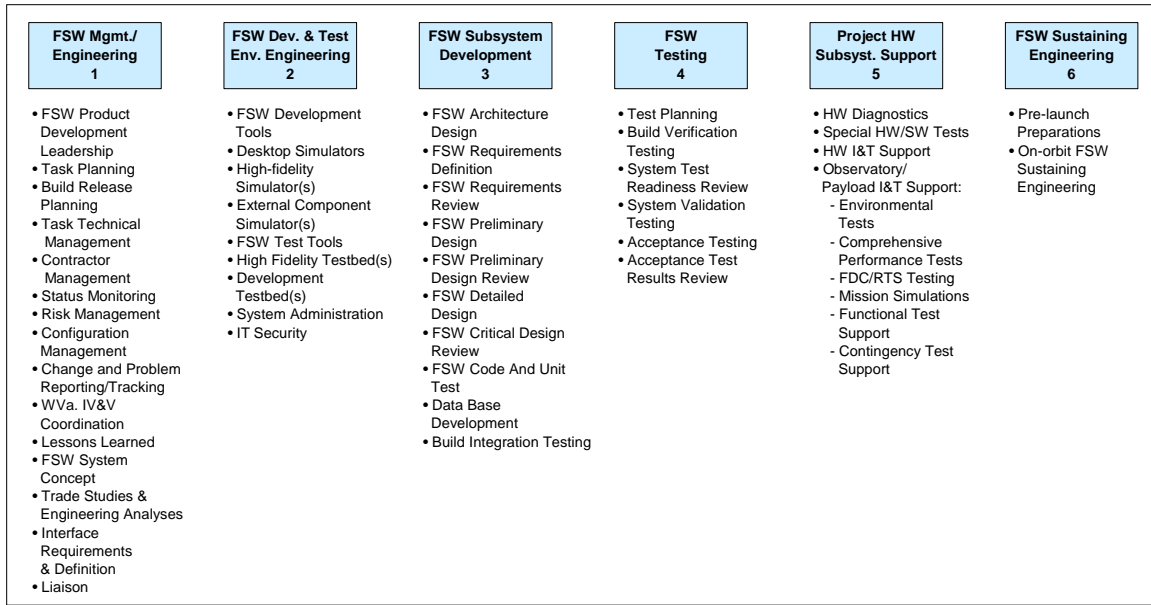 FSW Mgmt./
Engineering
1
• FSW Product
Development
Leadership
• Task Planning
• Build Release
Planning
• Task Technical
Management
• Contractor
Management
• Status Monitoring
• Risk Management
• Configuration
Management
• Change and Problem
Reporting/Tracking
• WVa. IV&V
Coordination
• Lessons Learned
• FSW System
Concept
• Trade Studies &
Engineering Analyses
• Interface
Requirements
& Definition
• Liaison
FSW Dev. & Test
Env. Engineering
2
• FSW Development
Tools
• Desktop Simulators
• High-fidelity
Simulator(s)
• External Component
Simulator(s)
• FSW Test Tools
• High Fidelity Testbed(s)
• Development
Testbed(s)
• System Administration
• IT Security
FSW Subsystem
Development
3
• FSW Architecture
Design
• FSW Requirements
Definition
• FSW Requirements
Review
• FSW Preliminary
Design
• FSW Preliminary
Design Review
• FSW Detailed
Design
• FSW Critical Design
Review
• FSW Code And Unit
Test
• Data Base
Development
• Build Integration Testing
FSW
Testing
4
• Test Planning
• Build Verification
Testing
• System Test
Readiness Review
• System Validation
Testing
• Acceptance Testing
• Acceptance Test
Results Review
Project HW
Subsyst. Support
5
• HW Diagnostics
• Special HW/SW Tests
• HW I&T Support
• Observatory/
Payload I&T Support:
- Environmental
Tests
- Comprehensive
Performance Tests
- FDC/RTS Testing
- Mission Simulations
- Functional Test
Support
- Contingency Test
Support
FSW Sustaining
Engineering
6
• Pre-launch
Preparations
• On-orbit FSW
Sustaining
Engineering